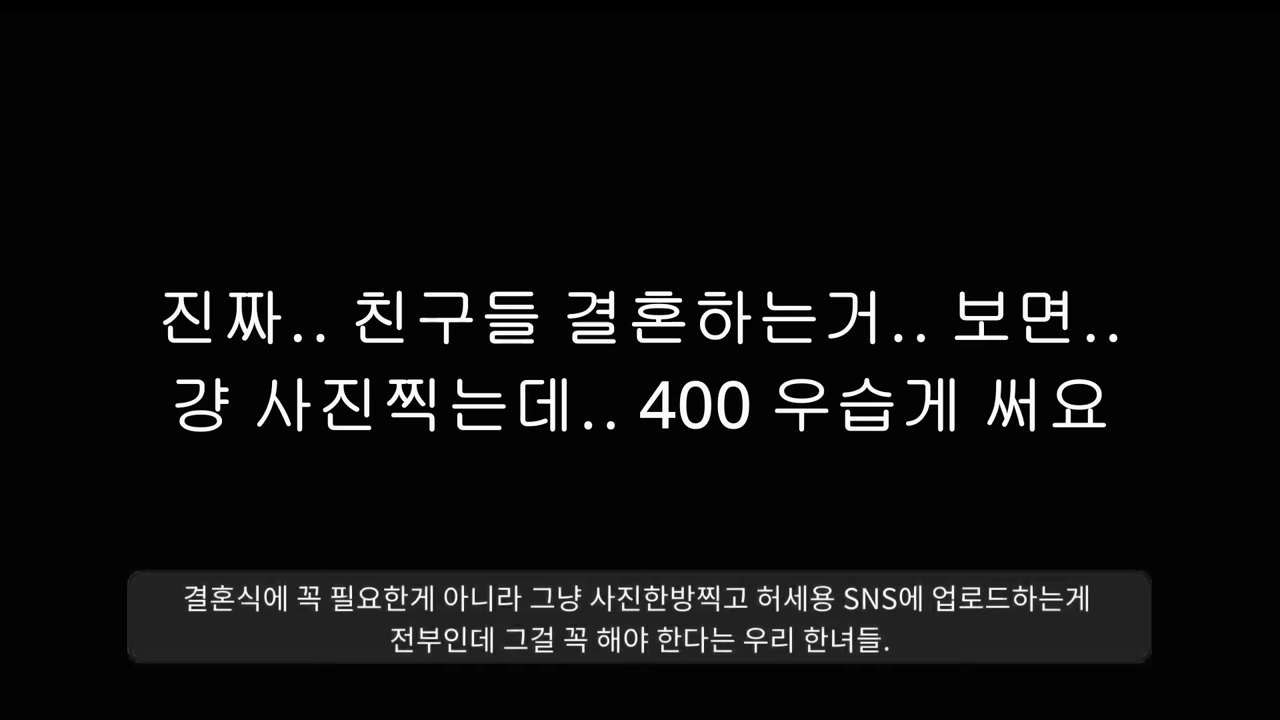 진짜.. 친구들 결혼하는거.. 보면..
걍 사진찍는데.. 400 우습게 써요
결혼식에 꼭 필요한게 아니라 그냥 사진한방찍고 허세용 SNS에 업로드하는게
전부인데 그걸 꼭 해야 한다는 우리 한녀들.